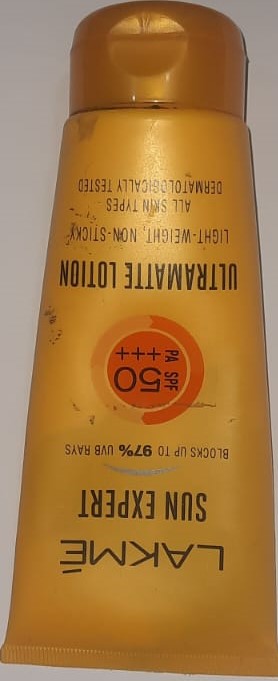 LAKMÉ
SUN EXPERT
BLOCKS UP TO 97% UVB RAYS
SPF 50
PA +++
ULTRAMATTE LOTION
LIGHT-WEIGHT, NON-STICKY
ALL SKIN TYPES
DERMATOLOGICALLY TESTED